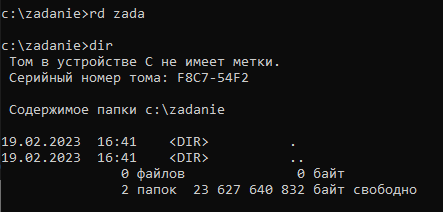 c:\zadanie>rd zada
c:\zadanie>dir
Том в устройстве C не имеет метки.
Серийный номер тома: F8C7-54F2
Содержимое папки c:\zadanie
19.02.2023  16:41    <DIR>          .
19.02.2023  16:41    <DIR>          ..
0 файлов              0 байт
2 папок  23 627 640 832 байт свободно